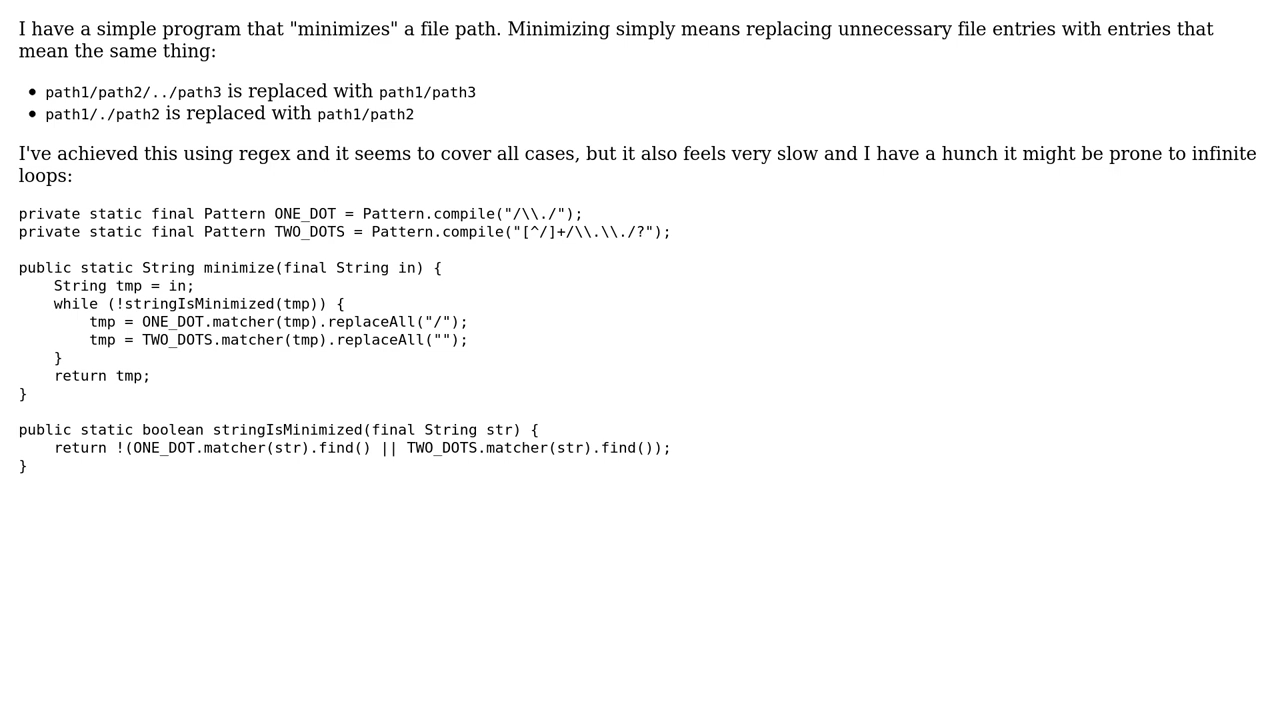 I have a simple program that "minimizes" a file path. Minimizing simply means replacing unnecessary file entries with entries that
mean the same thing:
• path1/path2/../path3 is replaced with path1/path3
• path1/./path2 is replaced with path1/path2
I've achieved this using regex and it seems to cover all cases, but it also feels very slow and I have a hunch it might be prone to infinite
loops:
private static final Pattern ONE_DOT = Pattern.compile("/\\./");
private static final Pattern TWO_DOTS = Pattern.compile("[^/]+/\\.\\./?");
public static String minimize(final String in) {
    String tmp = in;
    while (!stringIsMinimized(tmp)) {
        tmp = ONE_DOT.matcher(tmp).replaceAll("/");
        tmp = TWO_DOTS.matcher(tmp).replaceAll("");
    }
    return tmp;
}
public static boolean stringIsMinimized(final String str) {
    return !(ONE_DOT.matcher(str).find() || TWO_DOTS.matcher(str).find());
}